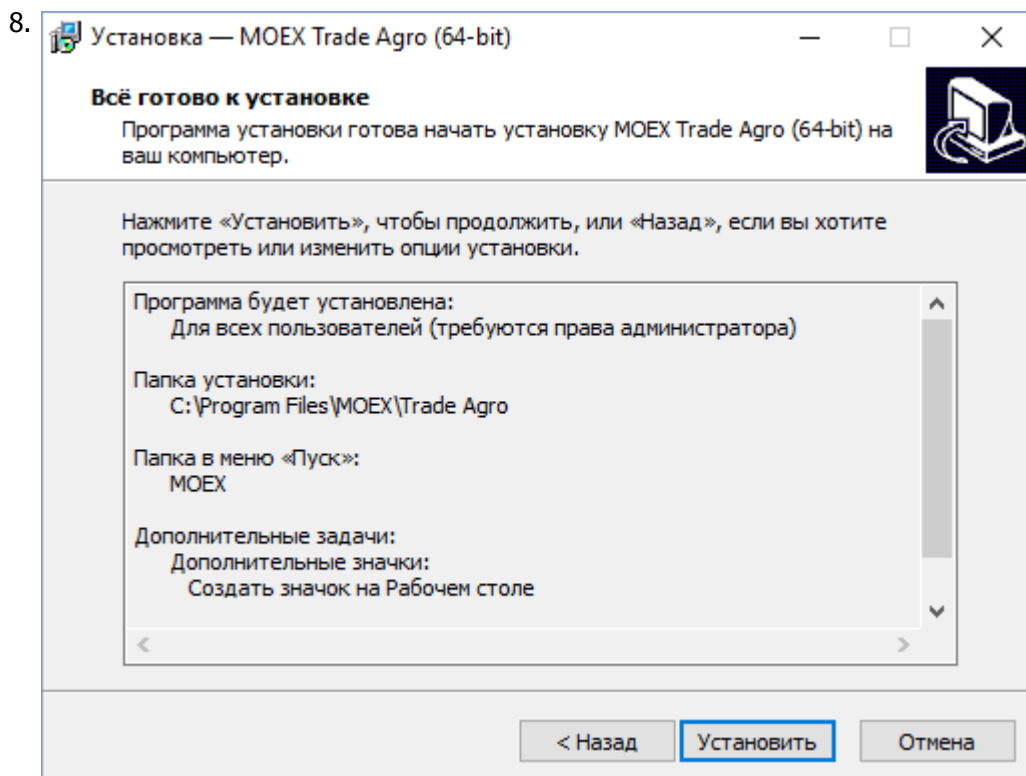 8.
Установка — MOEX Trade Agro (64-bit)
Всё готово к установке
Программа установки готова начать установку MOEX Trade Agro (64-bit) на
ваш компьютер.
Нажмите «Установить», чтобы продолжить, или «Назад», если вы хотите
просмотреть или изменить опции установки.
Программа будет установлена:
Для всех пользователей (требуются права администратора)
Папка установки:
C:\Program Files\MOEX\Trade Agro
Папка в меню «Пуск»:
MOEX
Дополнительные задачи:
Дополнительные значки:
Создать значок на Рабочем столе
< Назад
Установить
Отмена